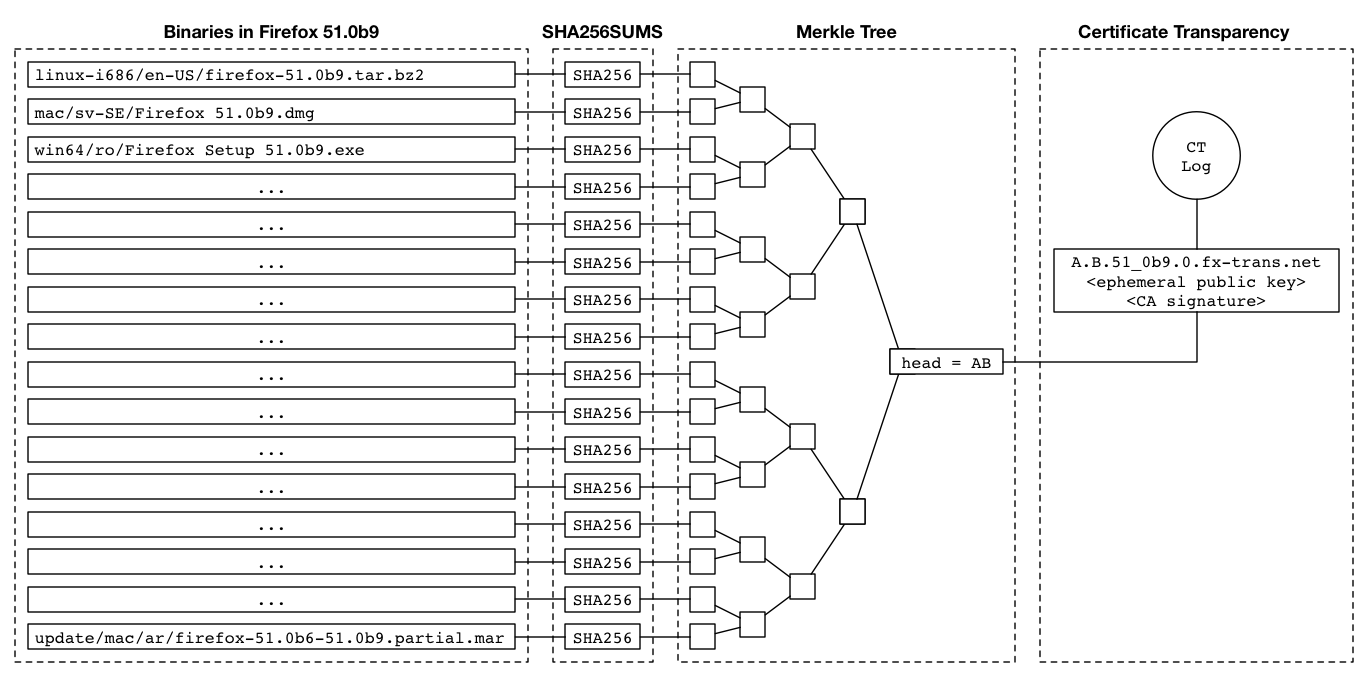 Binaries in Firefox 51.0b9
SHA256SUMS
Merkle Tree
Certificate Transparency
linux-i686/en-US/firefox-51.0b9.tar.bz2
SHA256
mac/sv-SE/Firefox 51.0b9.dmg
SHA256
win64/ro/Firefox Setup 51.0b9.exe
SHA256
...
SHA256
...
SHA256
...
SHA256
...
SHA256
...
SHA256
...
SHA256
...
SHA256
...
SHA256
...
SHA256
...
SHA256
...
SHA256
...
SHA256
update/mac/ar/firefox-51.0b6-51.0b9.partial.mar
SHA256
head = AB
CT
Log
A.B.51_0b9.0.fx-trans.net
<ephemeral public key>
<CA signature>